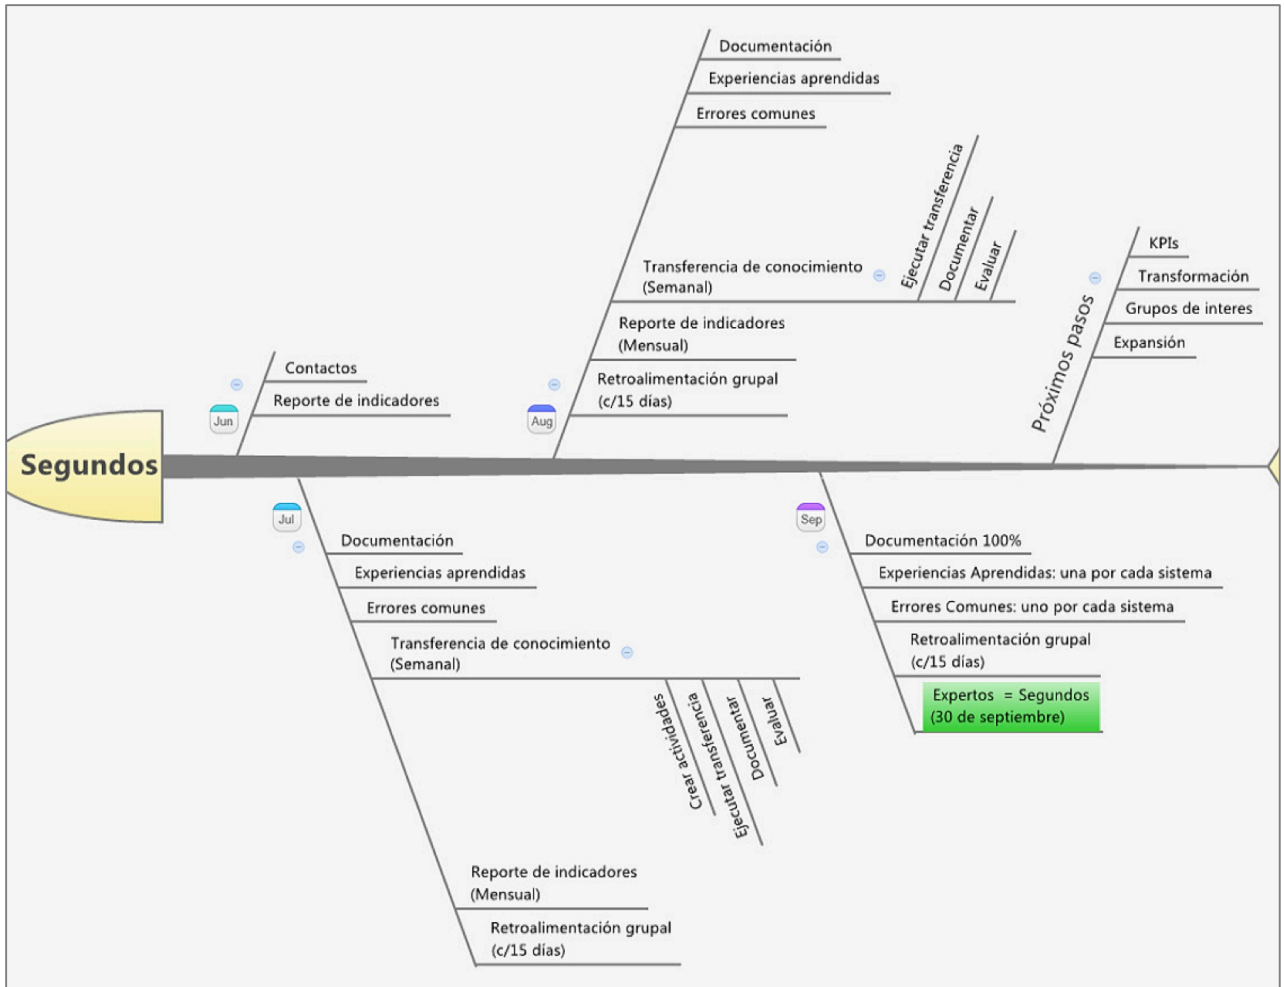 Segundos
Jun
Contactos
Reporte de indicadores
Jul
Documentación
Experiencias aprendidas
Errores comunes
Transferencia de conocimiento
(Semanal)
Crear actividades
Ejecutar transferencia
Documentar
Evaluar
Reporte de indicadores
(Mensual)
Retroalimentación grupal
(c/15 días)
Aug
Documentación
Experiencias aprendidas
Errores comunes
Transferencia de conocimiento
(Semanal)
Ejecutar transferencia
Documentar
Evaluar
Reporte de indicadores
(Mensual)
Retroalimentación grupal
(c/15 días)
Sep
Documentación 100%
Experiencias Aprendidas: una por cada sistema
Errores Comunes: uno por cada sistema
Retroalimentación grupal
(c/15 días)
Expertos = Segundos
(30 de septiembre)
Próximos pasos
KPIs
Transformación
Grupos de interes
Expansión